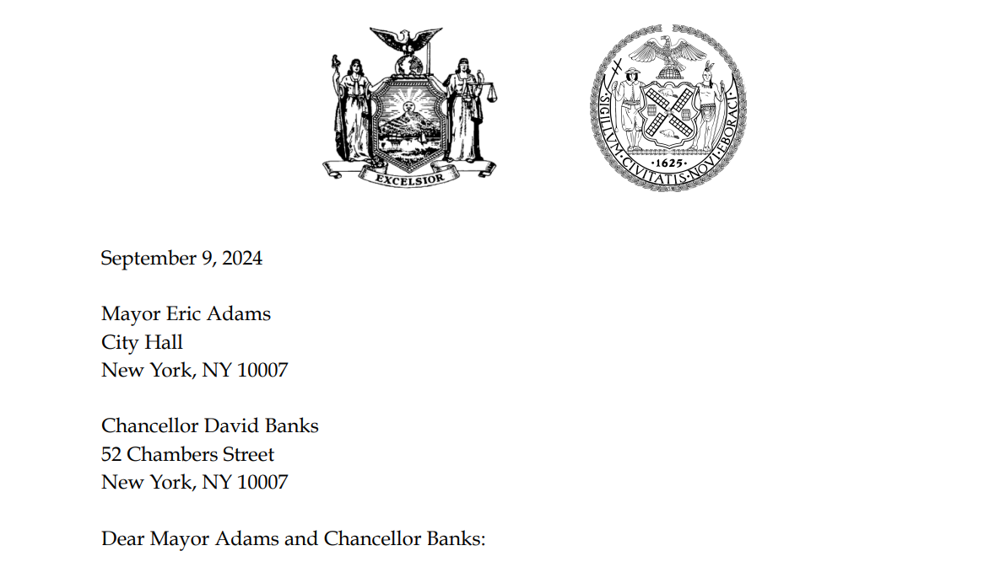 EXCELSIOR
·SIGILLVM·CIVITATIS·NOVI·EBORACI·
·1625·
September 9, 2024
Mayor Eric Adams
City Hall
New York, NY 10007
Chancellor David Banks
52 Chambers Street
New York, NY 10007
Dear Mayor Adams and Chancellor Banks: